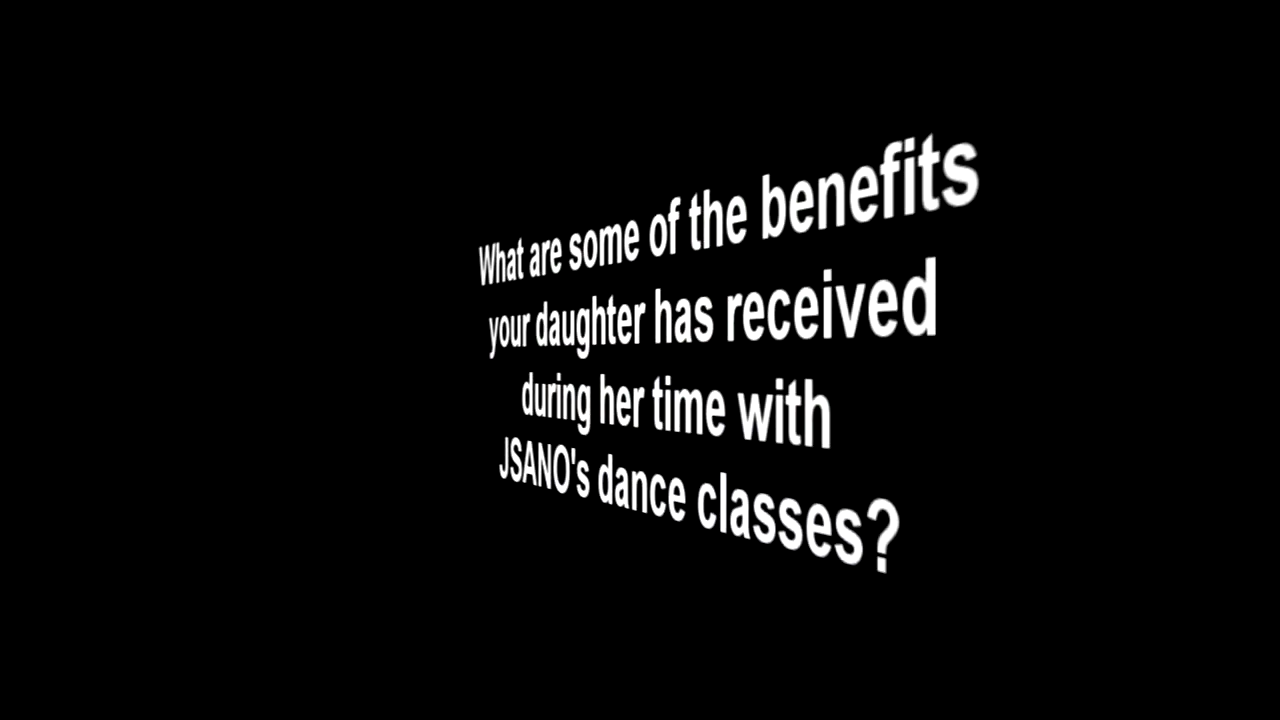 What are some of the benefits
your daughter has received
during her time with
JSANO's dance classes?